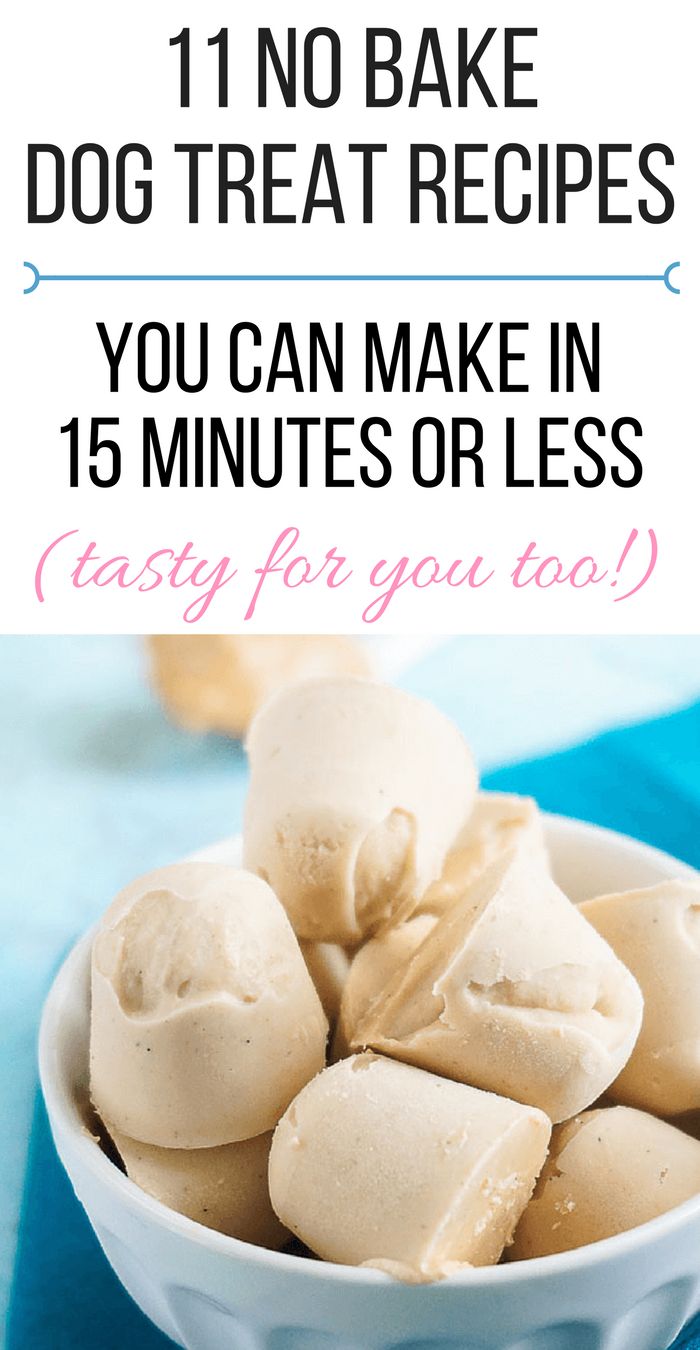 11 NO BAKE
DOG TREAT RECIPES
YOU CAN MAKE IN
15 MINUTES OR LESS
(tasty for you too!)